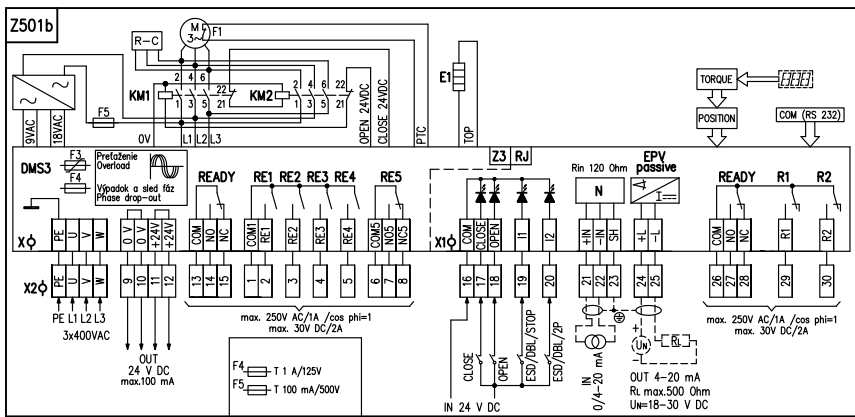 Z501b
R-C
M
3~
F1
2 4 6
22
KM1
1 3 5
21
KM2
2 4 6
22
1 3 5
21
F5
9VAC
18VAC
0V
L1 L2 L3
OPEN 24VDC
CLOSE 24VDC
PTC
E1
TOP
TORQUE
POSITION
COM (RS 232)
DMS3
F3
F4
Preťaženie
Overload
Výpadok a sled fáz
Phase drop-out
READY
RE1 RE2 RE3 RE4
RE5
Z3 RJ
Rin 120 Ohm
N
EPV
passive
I
READY
R1
R2
X
PE
U
V
W
0 V
0 V
+24V
+24V
COM
NO
NC
COM1
RE1
RE2
RE3
RE4
COM5
NO5
NC5
X1
COM
CLOSE
OPEN
I1
I2
+IN
-IN
SH
+L
-L
COM
NO
NC
R1
R2
X2
PE
U
V
W
9
10
11
12
13
14
15
1
2
3
4
5
6
7
8
16
17
18
19
20
21
22
23
24
25
26
27
28
29
30
PE L1 L2 L3
3x400VAC
OUT
24 V DC
max.100 mA
max. 250V AC/1A /cos phi=1
max. 30V DC/2A
F4 T 1 A/125V
F5 T 100 mA/500V
CLOSE
OPEN
ESD/DBL/STOP
ESD/DBL/2P
IN 24 V DC
IN
0/4-20 mA
+
UN
-
RL
OUT 4-20 mA
RL max.500 Ohm
UN=18-30 V DC
max. 250V AC/1A /cos phi=1
max. 30V DC/2A